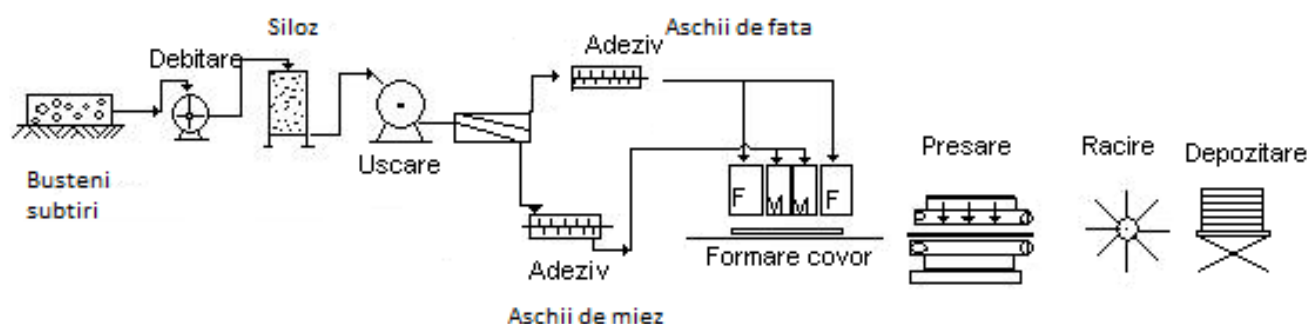 Siloz
Aschii de fata
Debitare
Adeziv
Uscare
Presare
Racire
Depozitare
Busteni
subtiri
F
M
M
F
Adeziv
Formare covor
Aschii de miez